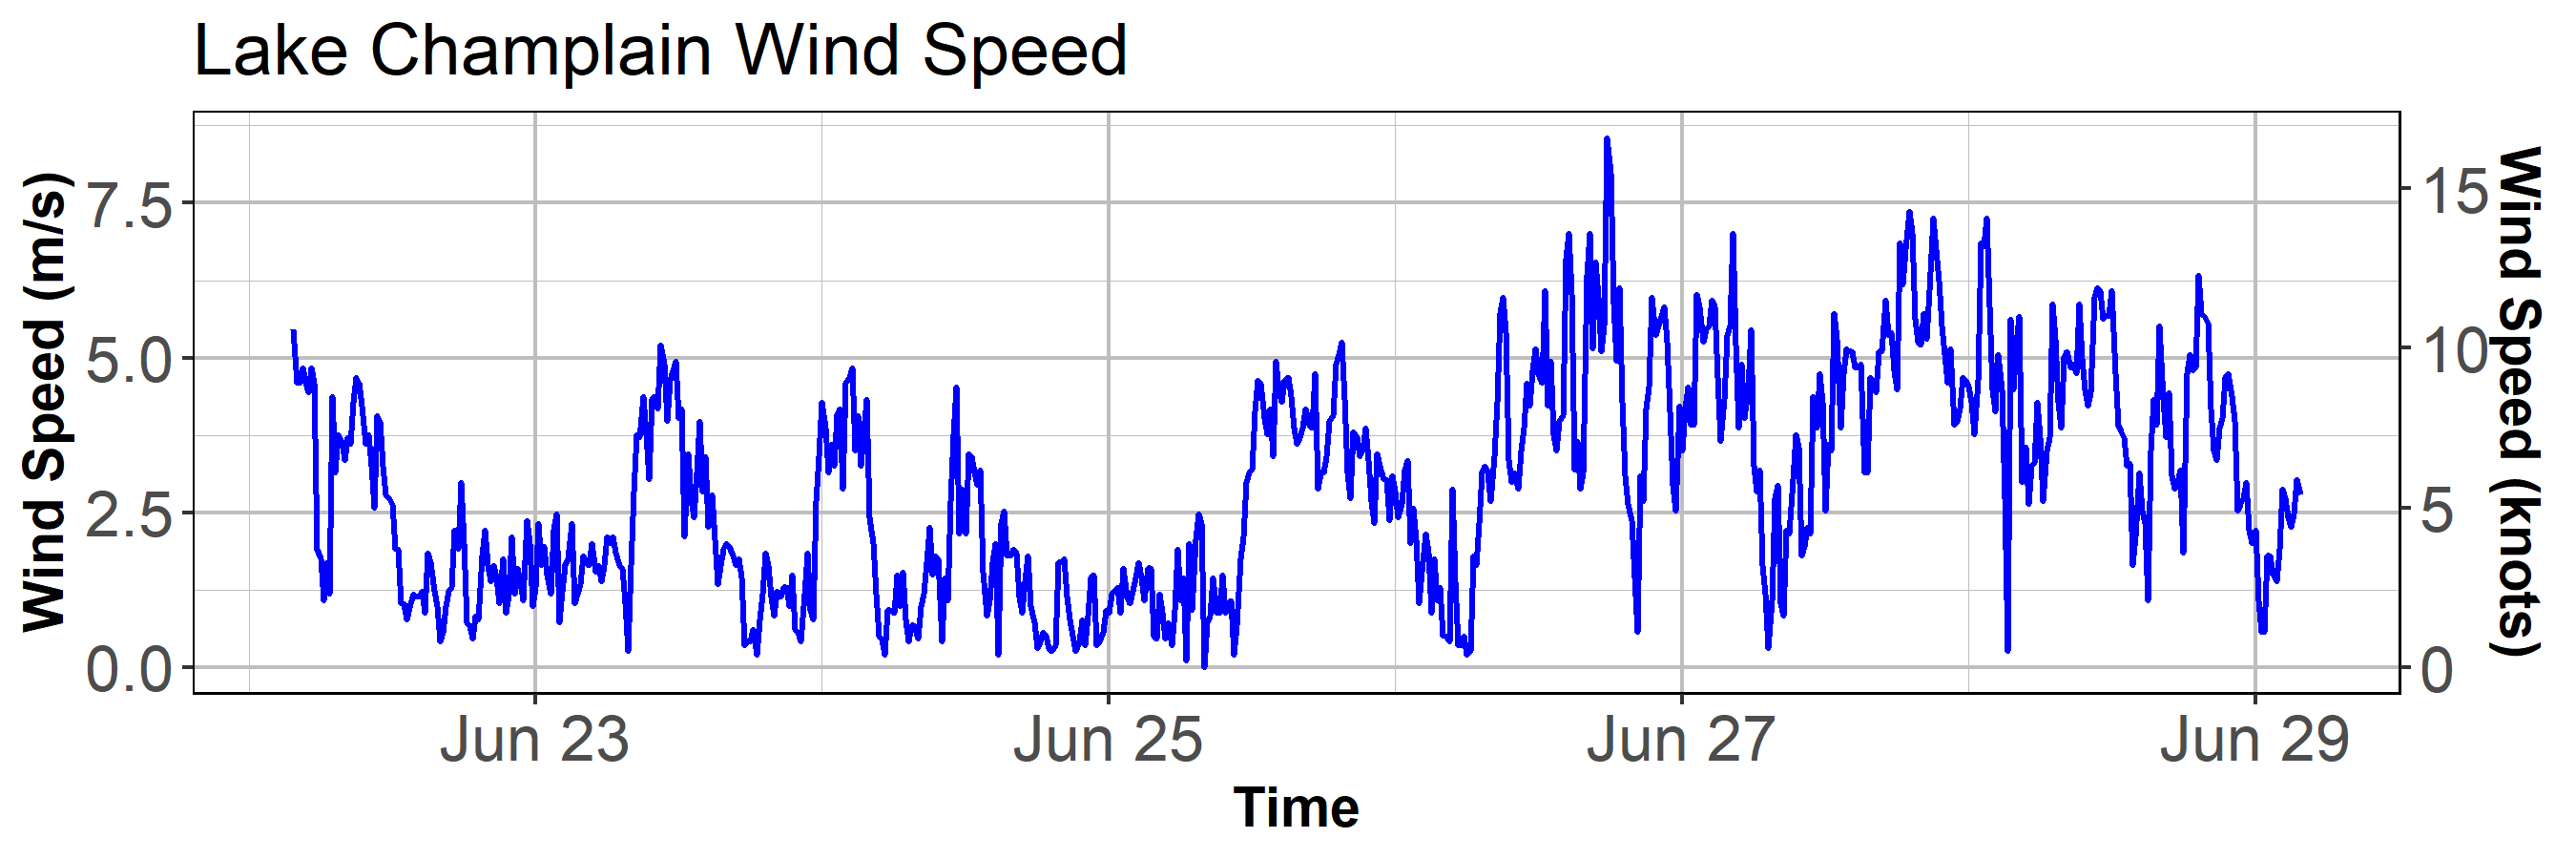 Lake Champlain Wind Speed
Wind Speed (m/s)
7.5
5.0
2.5
0.0
15
10
5
0
Wind Speed (knots)
Jun 23
Jun 25
Jun 27
Jun 29
Time